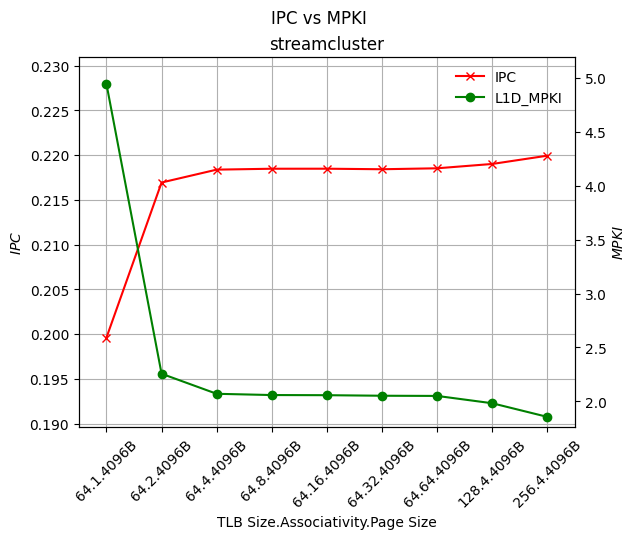 IPC vs MPKI
streamcluster
IPC
L1D_MPKI
0.230
0.225
0.220
0.215
0.210
0.205
0.200
0.195
0.190
IPC
5.0
4.5
4.0
3.5
3.0
2.5
2.0
MPKI
64.1.4096B
64.2.4096B
64.4.4096B
64.8.4096B
64.16.4096B
64.32.4096B
64.64.4096B
128.4.4096B
256.4.4096B
TLB Size.Associativity.Page Size